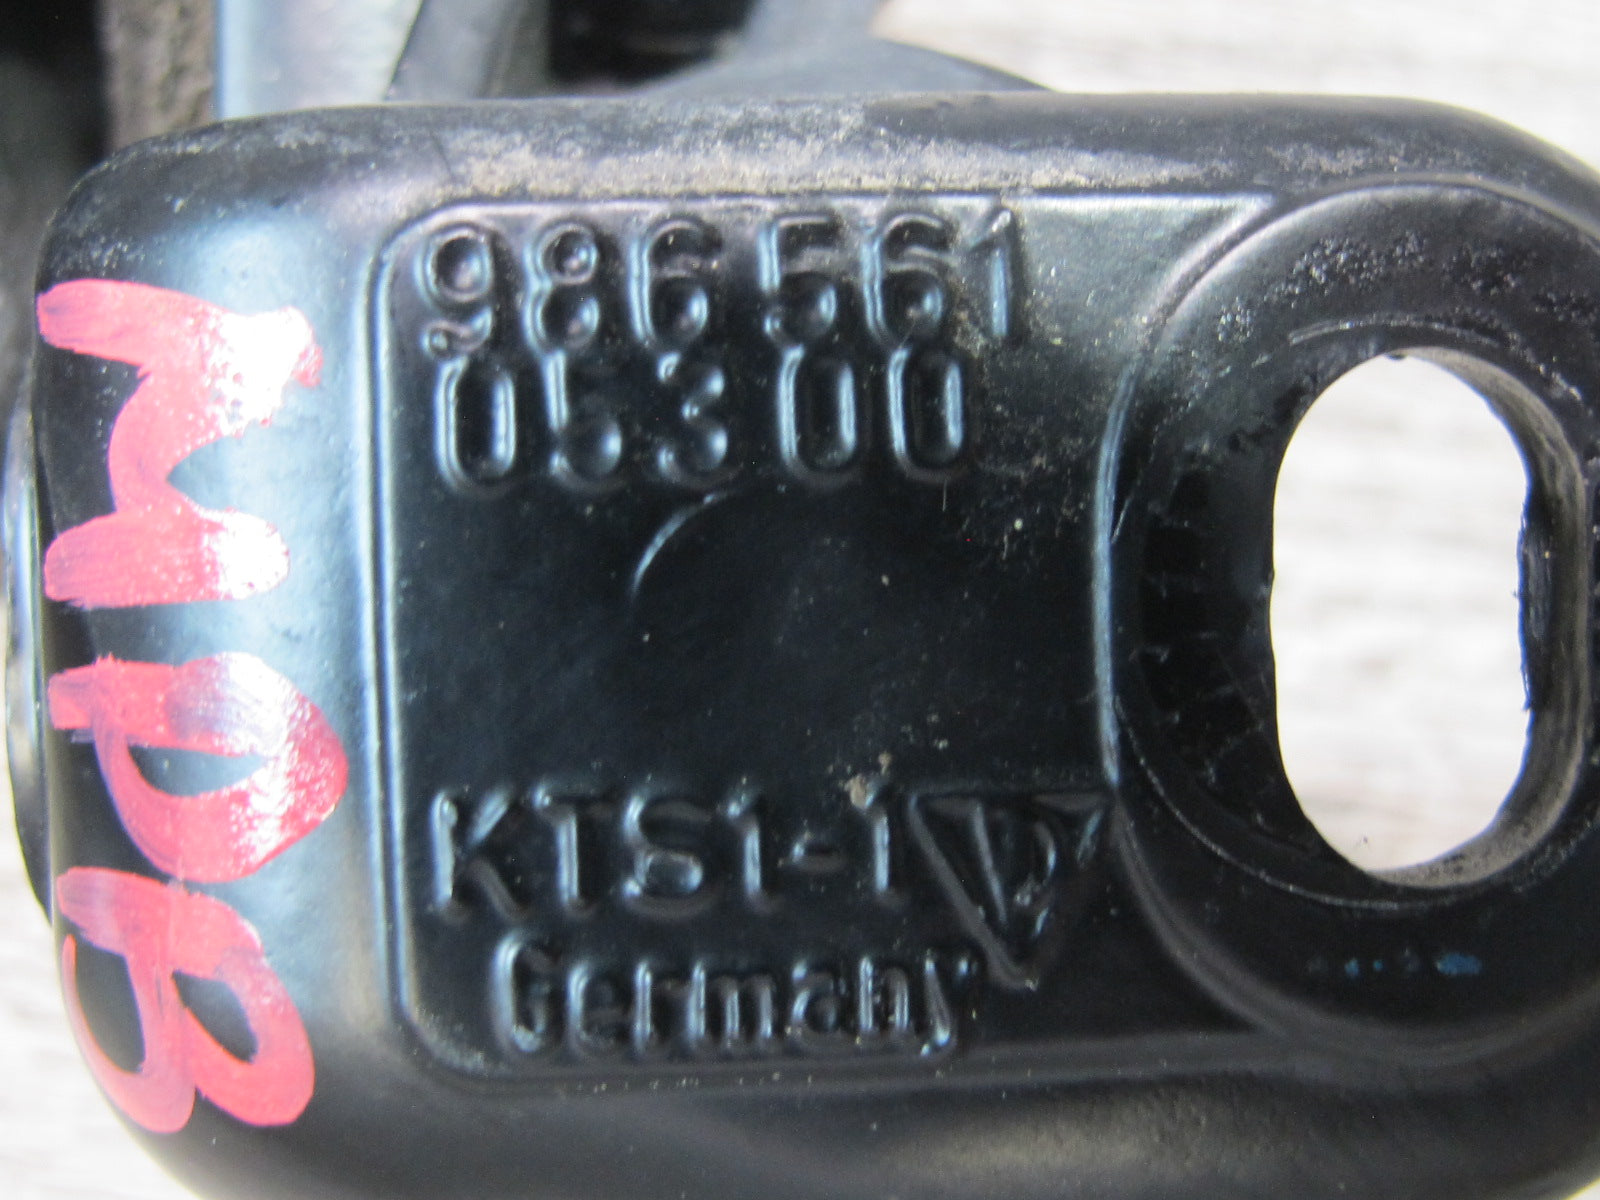 986 561
053 00
KTS1-1
Germany
MPB